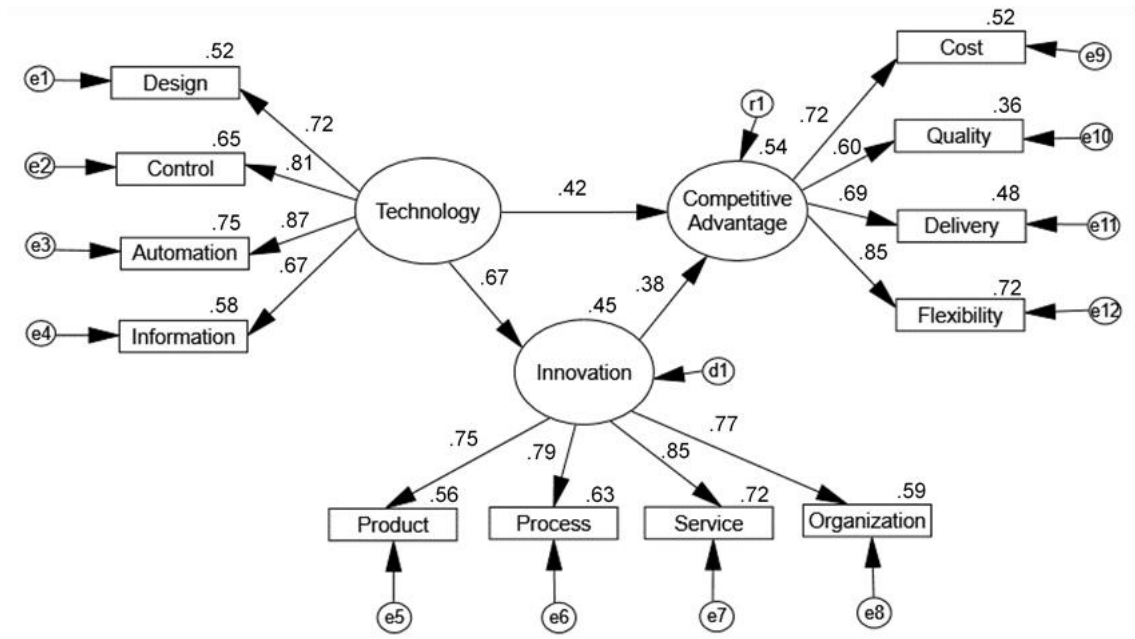 .52
e1
Design
.72
.65
e2
Control
.81
.75
e3
Automation
.87
.58
e4
Information
.67
Technology
.42
.67
r1
.54
Competitive
Advantage
.38
.45
Innovation
d1
.72
.52
Cost
e9
.60
.36
Quality
e10
.69
.48
Delivery
e11
.85
.72
Flexibility
e12
.75
.79
.85
.77
.56
Product
.63
Process
.72
Service
.59
Organization
e5
e6
e7
e8